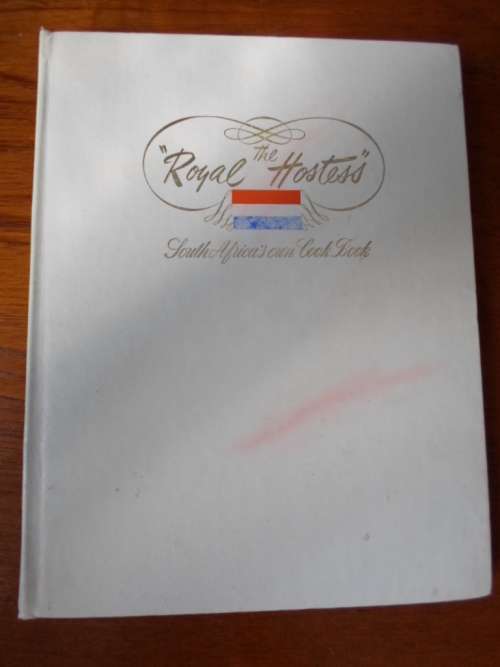 The
"Royal Hostess"
South Africa's own Cook Book